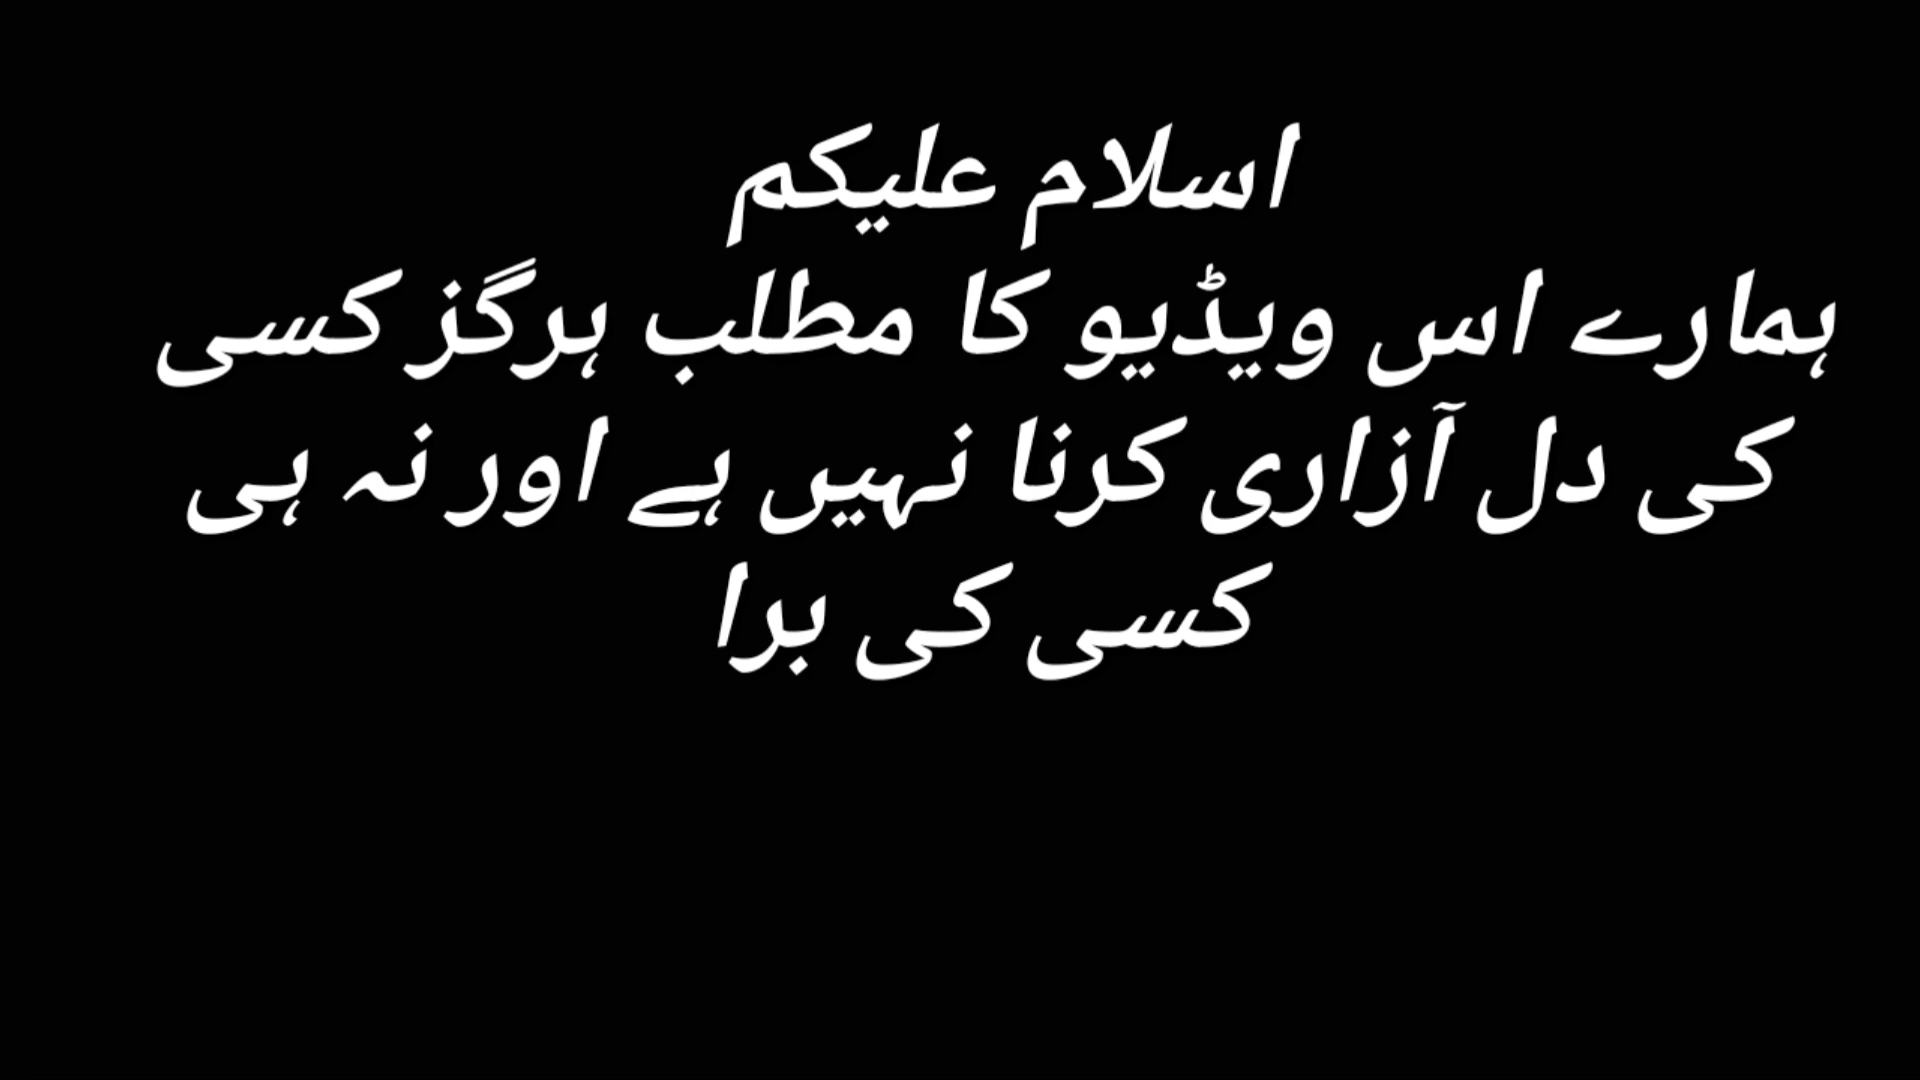 اسلام علیکم
ہمارے اس ویڈیو کا مطلب ہرگز کسی
کی دل آزاری کرنا نہیں ہے اور نہ ہی
کسی کی برا